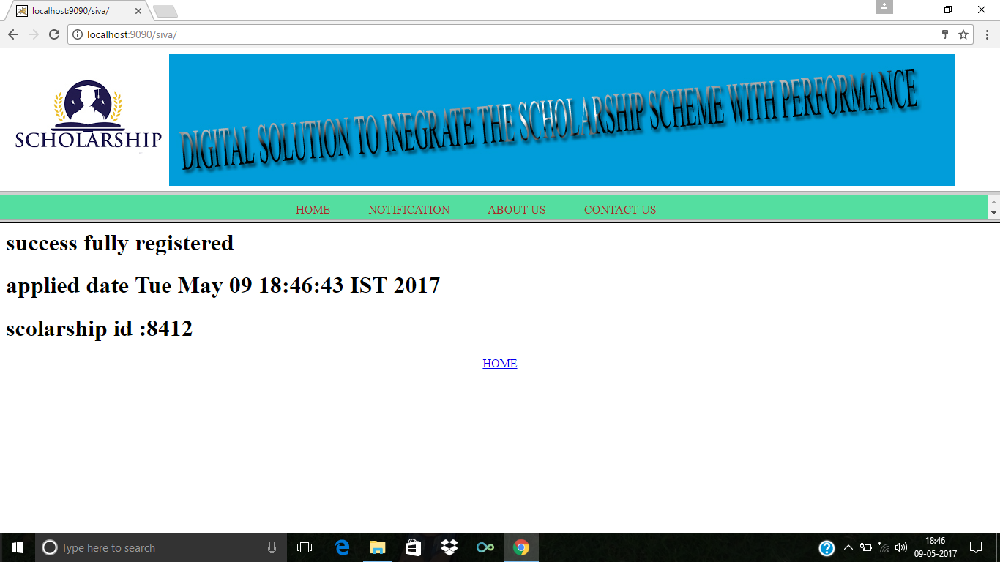 localhost:9090/siva/
localhost:9090/siva/
SCHOLARSHIP
DIGITAL SOLUTION TO INEGRATE THE SCHOLARSHIP SCHEME WITH PERFORMANCE
HOME NOTIFICATION ABOUT US CONTACT US
success fully registered
applied date Tue May 09 18:46:43 IST 2017
scolarship id :8412
HOME
Type here to search
18:46
09-05-2017